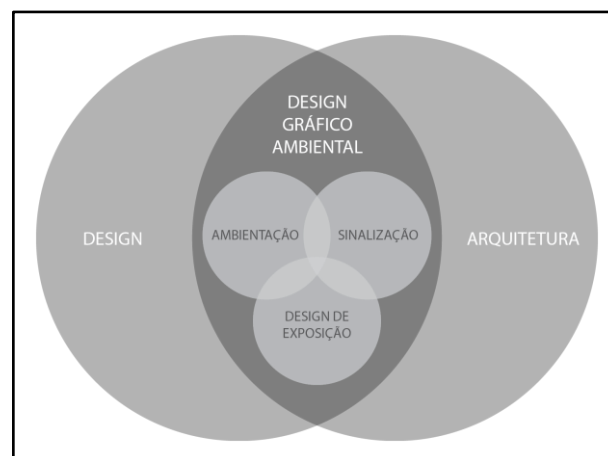 DESIGN
GRÁFICO
AMBIENTAL
DESIGN
AMBIENTAÇÃO
SINALIZAÇÃO
ARQUITETURA
DESIGN DE
EXPOSIÇÃO